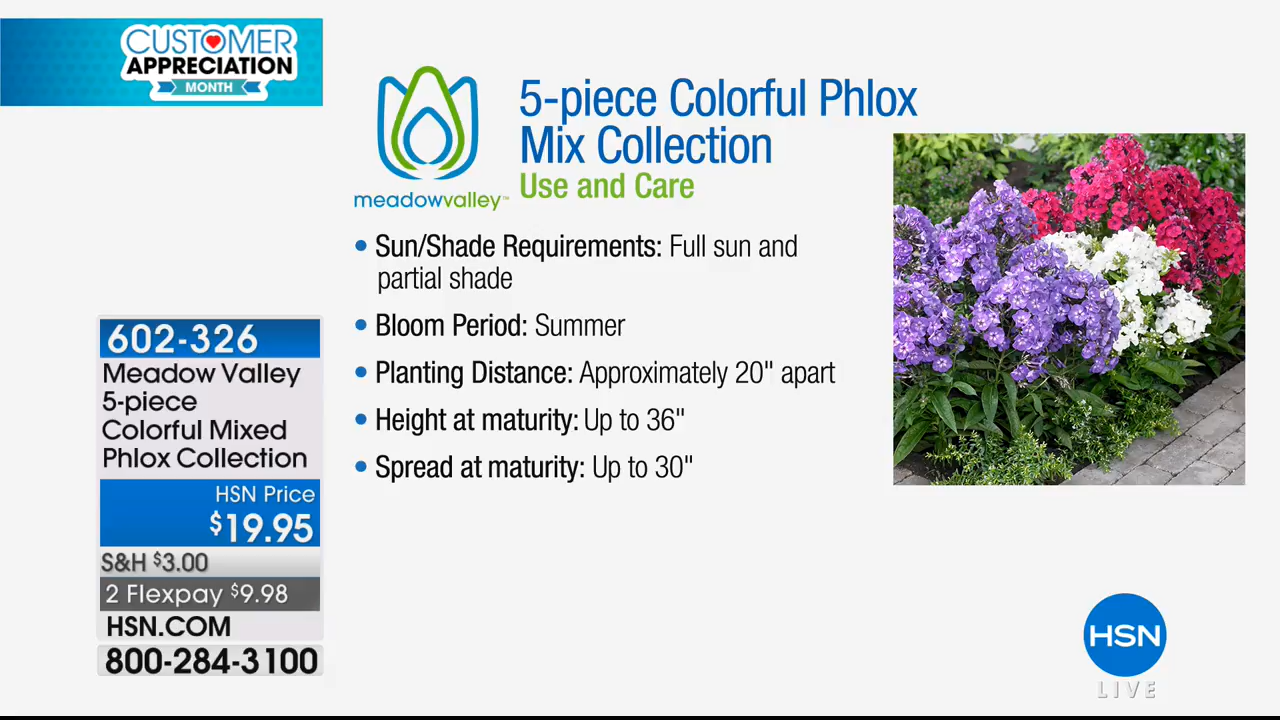 CUSTOMER
APPRECIATION
MONTH
meadowvalley™
5-piece Colorful Phlox
Mix Collection
Use and Care
• Sun/Shade Requirements: Full sun and
partial shade
• Bloom Period: Summer
• Planting Distance: Approximately 20" apart
• Height at maturity: Up to 36"
• Spread at maturity: Up to 30"
602-326
Meadow Valley
5-piece
Colorful Mixed
Phlox Collection
HSN Price
$19.95
S&H $3.00
2 Flexpay $9.98
HSN.COM
800-284-3100
HSN
LIVE